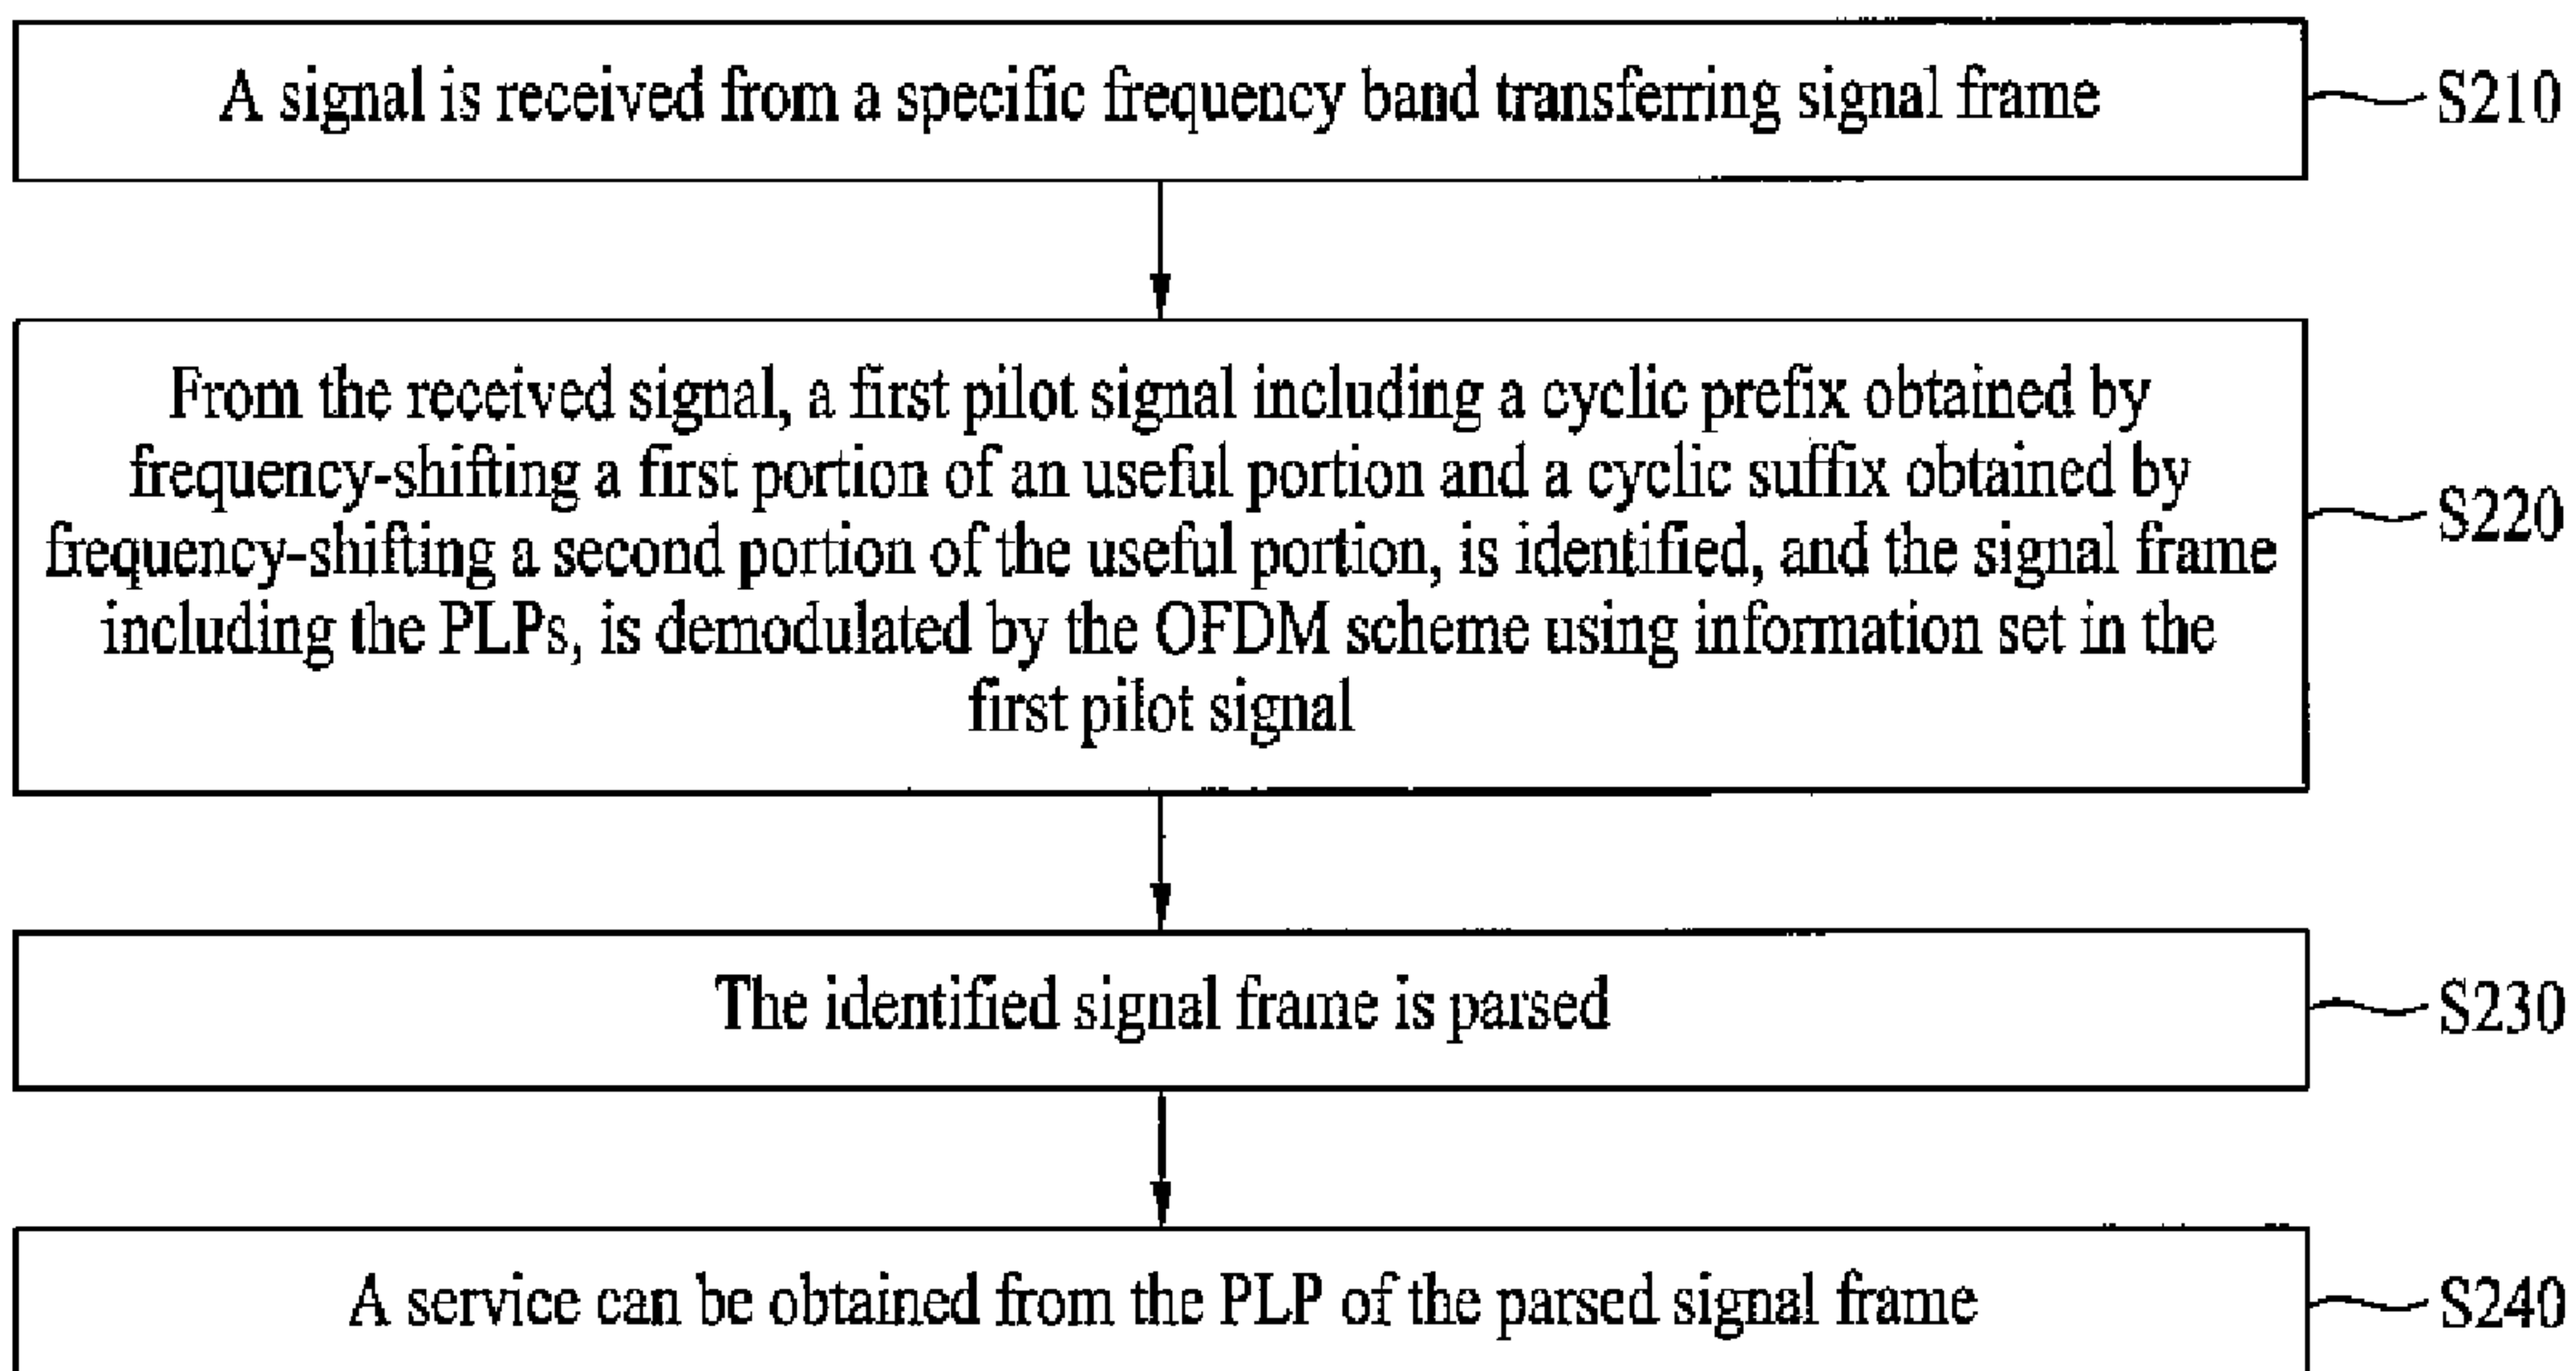 A signal is received from a specific frequency band transferring signal frame
S210
From the received signal, a first pilot signal including a cyclic prefix obtained by
frequency-shifting a first portion of an useful portion and a cyclic suffix obtained by
frequency-shifting a second portion of the useful portion, is identified, and the signal frame
including the PLPs, is demodulated by the OFDM scheme using information set in the
first pilot signal
S220
The identified signal frame is parsed
S230
A service can be obtained from the PLP of the parsed signal frame
S240